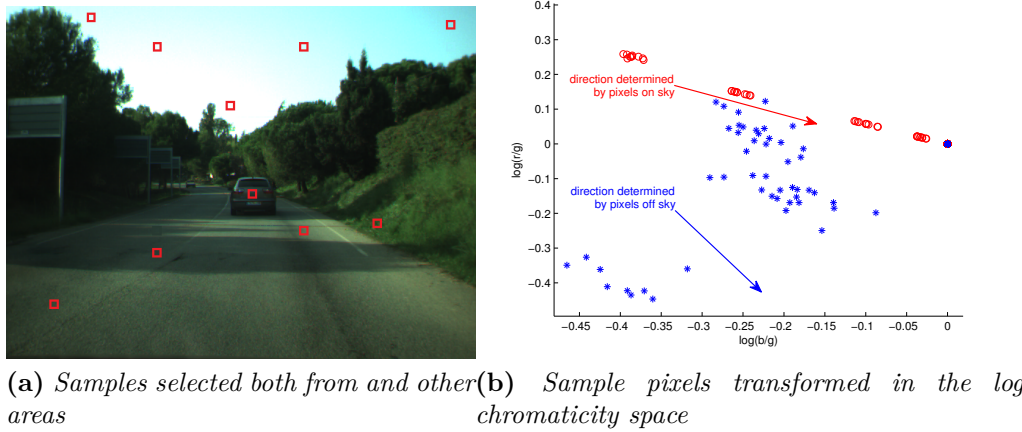 0.4
0.3
0.2
0.1
0
−0.1
−0.2
−0.3
−0.4
log(r/g)
direction determined
by pixels on sky
direction determined
by pixels off sky
−0.45 −0.4 −0.35 −0.3 −0.25 −0.2 −0.15 −0.1 −0.05 0
log(b/g)
(a) Samples selected both from and other
areas
(b) Sample pixels transformed in the log
chromaticity space